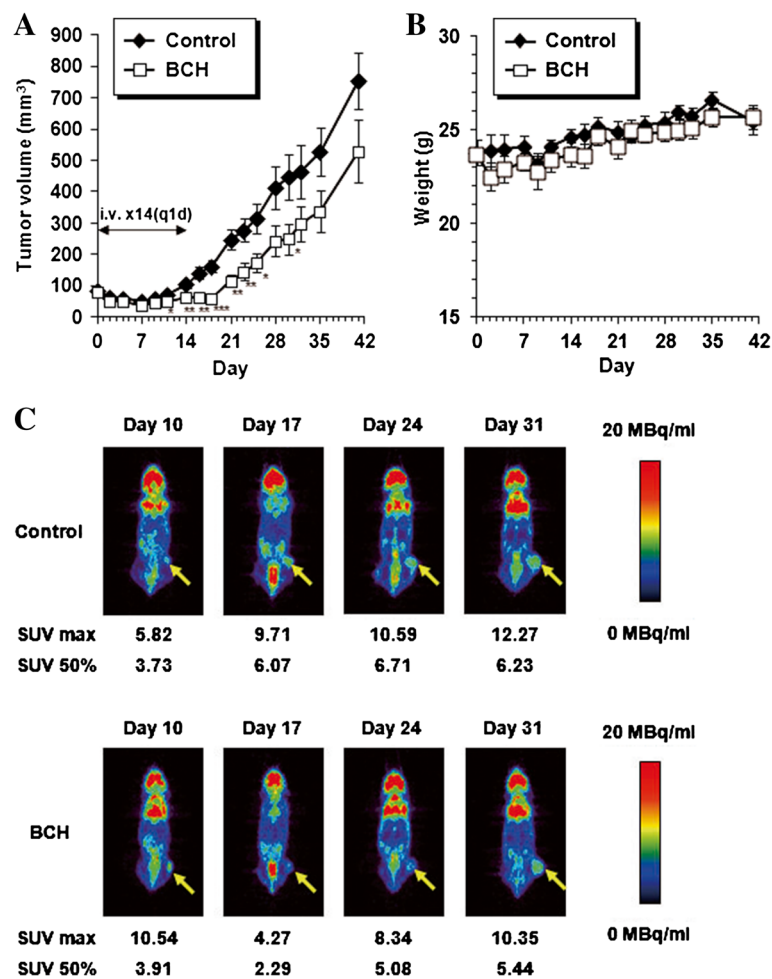 A
Control
BCH
Tumor volume (mm³)
900
800
700
600
500
400
300
200
100
0
i.v. x14(q1d)
* ** ** *** ** ** * *
0 7 14 21 28 35 42
Day
B
Control
BCH
Weight (g)
30
25
20
15
0 7 14 21 28 35 42
Day
C
Day 10 Day 17 Day 24 Day 31 20 MBq/ml
Control
SUV max 5.82 9.71 10.59 12.27 0 MBq/ml
SUV 50% 3.73 6.07 6.71 6.23
Day 10 Day 17 Day 24 Day 31 20 MBq/ml
BCH
SUV max 10.54 4.27 8.34 10.35 0 MBq/ml
SUV 50% 3.91 2.29 5.08 5.44